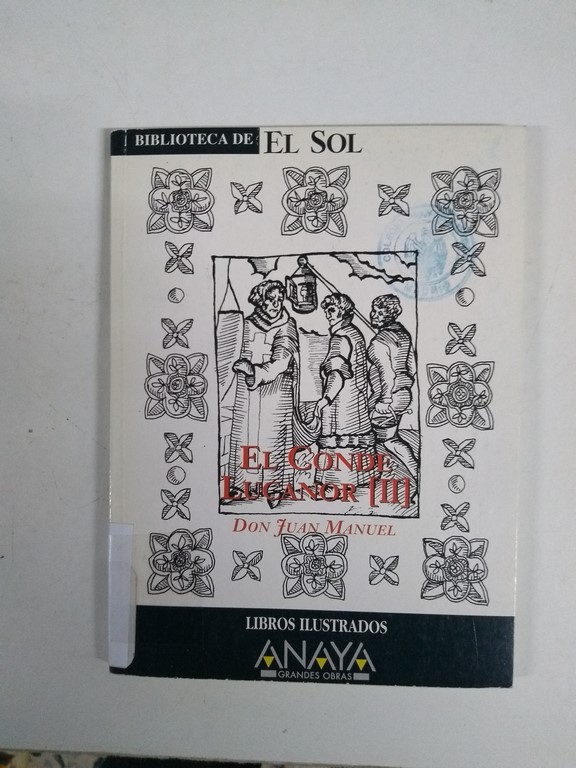 BIBLIOTECA DE EL SOL
EL CONDE
LUCANOR [II]
DON JUAN MANUEL
LIBROS ILUSTRADOS
ANAYA
GRANDES OBRAS